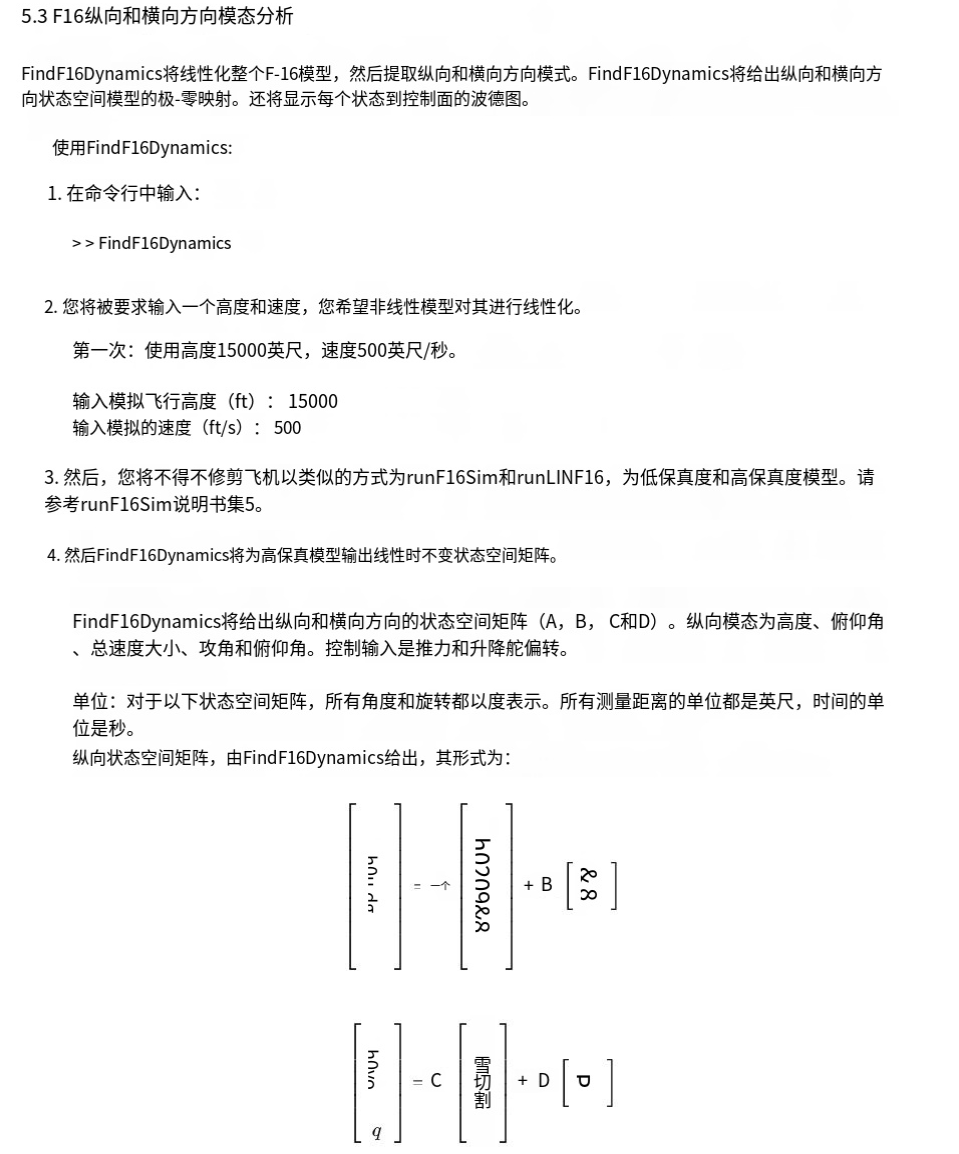 5.3 F16纵向和横向方向模态分析
FindF16Dynamics将线性化整个F-16模型，然后提取纵向和横向方向模式。FindF16Dynamics将给出纵向和横向方
向状态空间模型的极-零映射。还将显示每个状态到控制面的波德图。
使用FindF16Dynamics:
1. 在命令行中输入：
> > FindF16Dynamics
2. 您将被要求输入一个高度和速度，您希望非线性模型对其进行线性化。
第一次：使用高度15000英尺，速度500英尺/秒。
输入模拟飞行高度（ft）： 15000
输入模拟的速度（ft/s）： 500
3. 然后，您将不得不修剪飞机以类似的方式为runF16Sim和runLINF16，为低保真度和高保真度模型。请
参考runF16Sim说明书集5。
4. 然后FindF16Dynamics将为高保真模型输出线性时不变状态空间矩阵。
FindF16Dynamics将给出纵向和横向方向的状态空间矩阵（A，B， C和D）。纵向模态为高度、俯仰角
、总速度大小、攻角和俯仰角。控制输入是推力和升降舵偏转。
单位：对于以下状态空间矩阵，所有角度和旋转都以度表示。所有测量距离的单位都是英尺，时间的单
位是秒。
纵向状态空间矩阵，由FindF16Dynamics给出，其形式为：
= 一个 + B [ && ]
= C 雪切割 + D [ P ]
q